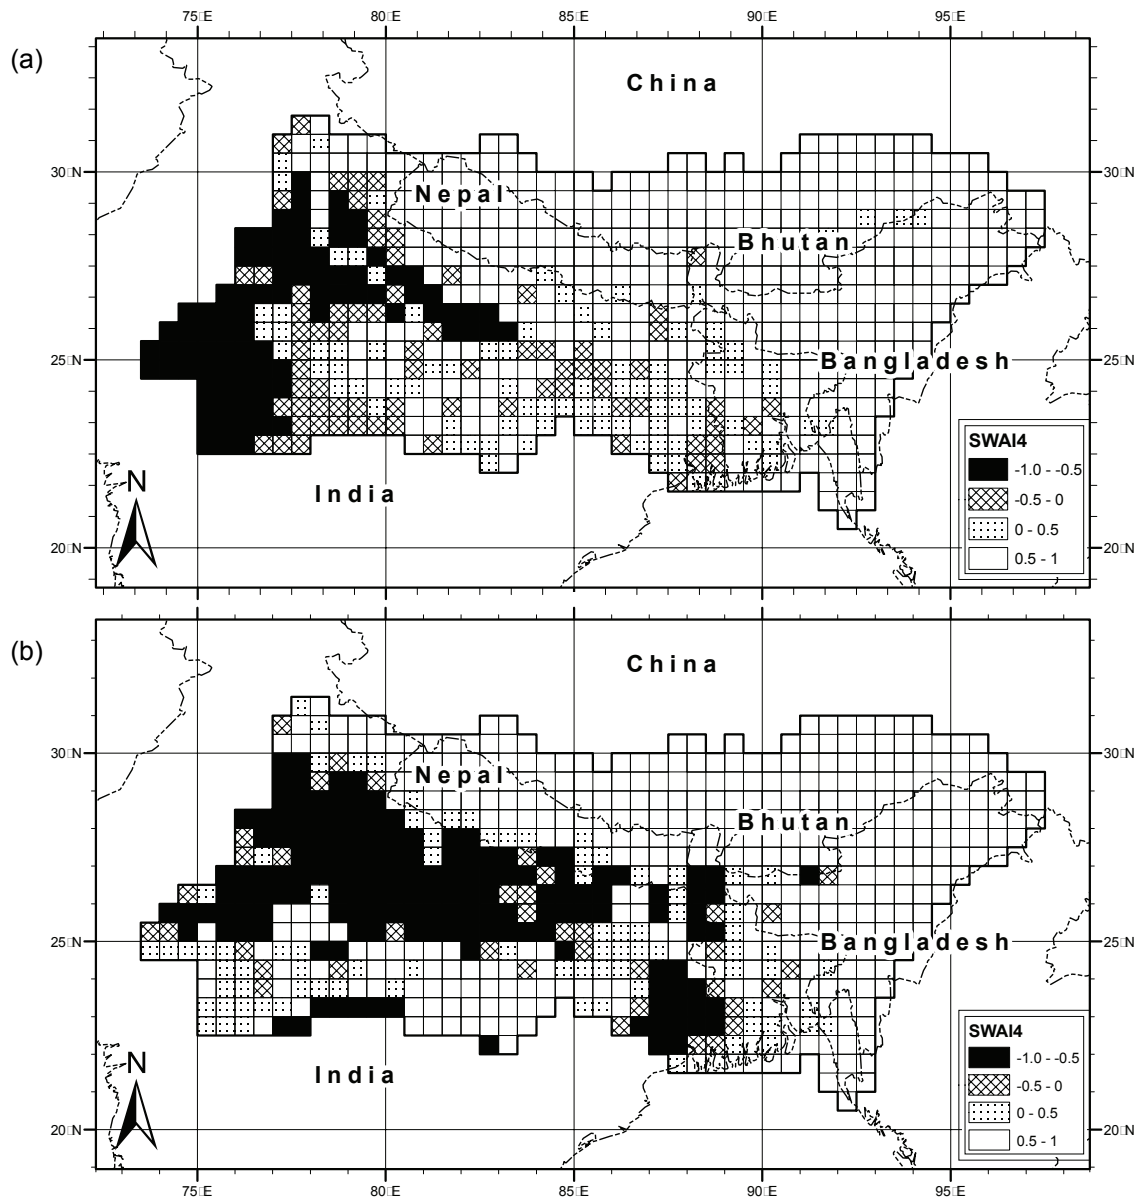 75□E 80□E 85□E 90□E 95□E
(a)
China
30□N 30□N
Nepal
Bhutan
25□N 25□N
Bangladesh
SWAI4
-1.0 - -0.5
-0.5 - 0
0 - 0.5
0.5 - 1
N
India
20□N 20□N
(b)
China
30□N 30□N
Nepal
Bhutan
25□N 25□N
Bangladesh
SWAI4
-1.0 - -0.5
-0.5 - 0
0 - 0.5
0.5 - 1
N
India
20□N 20□N
75□E 80□E 85□E 90□E 95□E